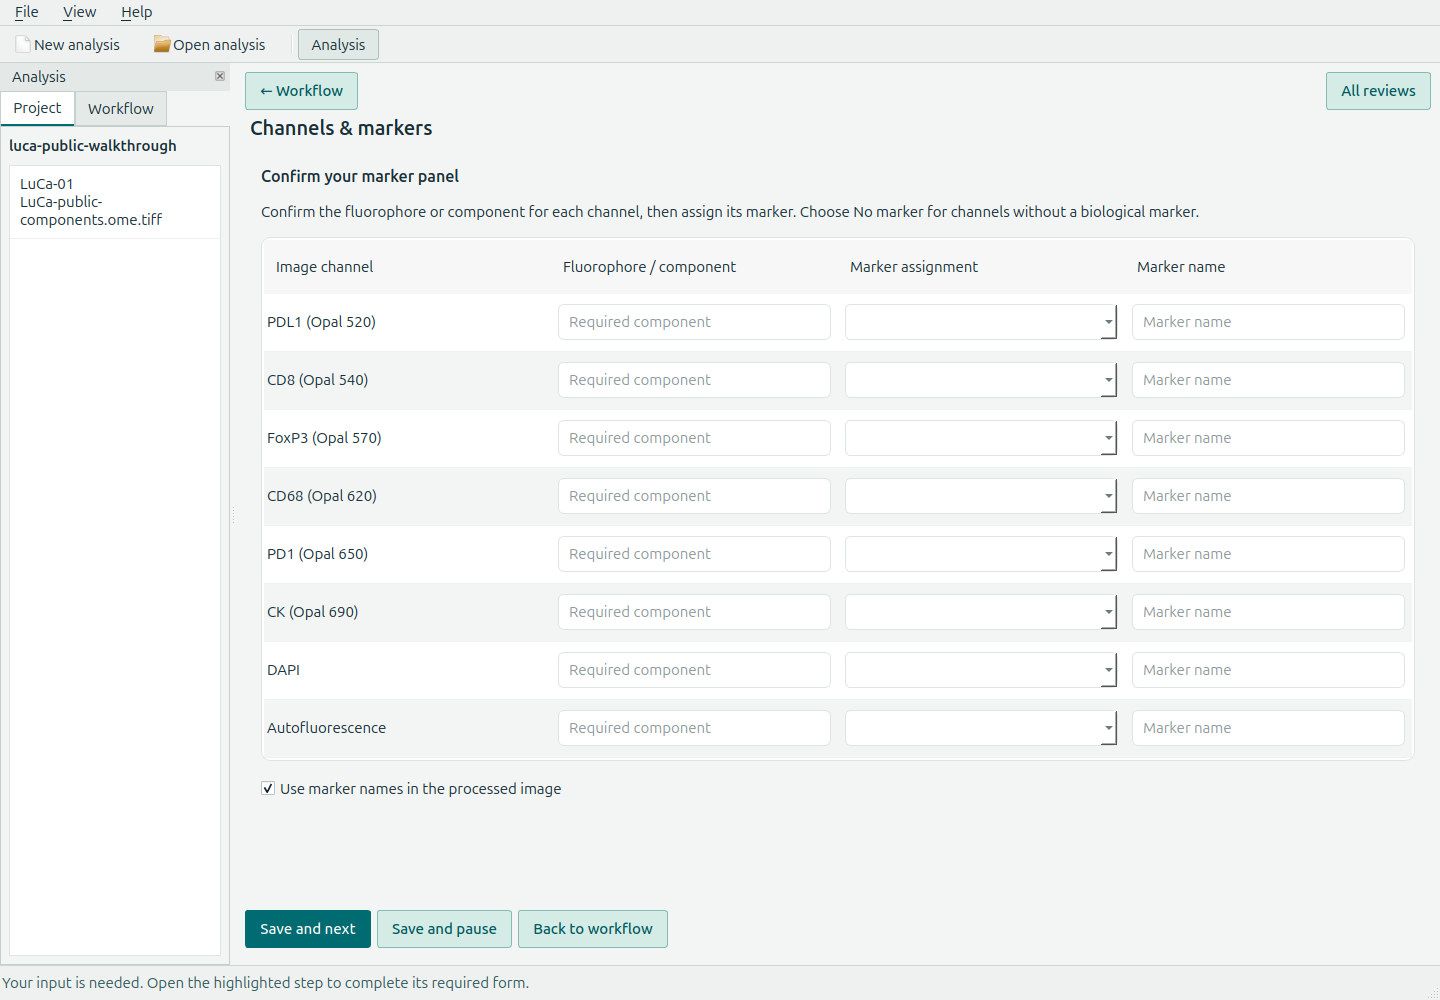 File View Help
New analysis Open analysis Analysis
Analysis
Project Workflow
luca-public-walkthrough
LuCa-01
LuCa-public-
components.ome.tiff
← Workflow
All reviews
Channels & markers
Confirm your marker panel
Confirm the fluorophore or component for each channel, then assign its marker. Choose No marker for channels without a biological marker.
Image channel Fluorophore / component Marker assignment Marker name
PDL1 (Opal 520) Required component Marker name
CD8 (Opal 540) Required component Marker name
FoxP3 (Opal 570) Required component Marker name
CD68 (Opal 620) Required component Marker name
PD1 (Opal 650) Required component Marker name
CK (Opal 690) Required component Marker name
DAPI Required component Marker name
Autofluorescence Required component Marker name
Use marker names in the processed image
Save and next Save and pause Back to workflow
Your input is needed. Open the highlighted step to complete its required form.